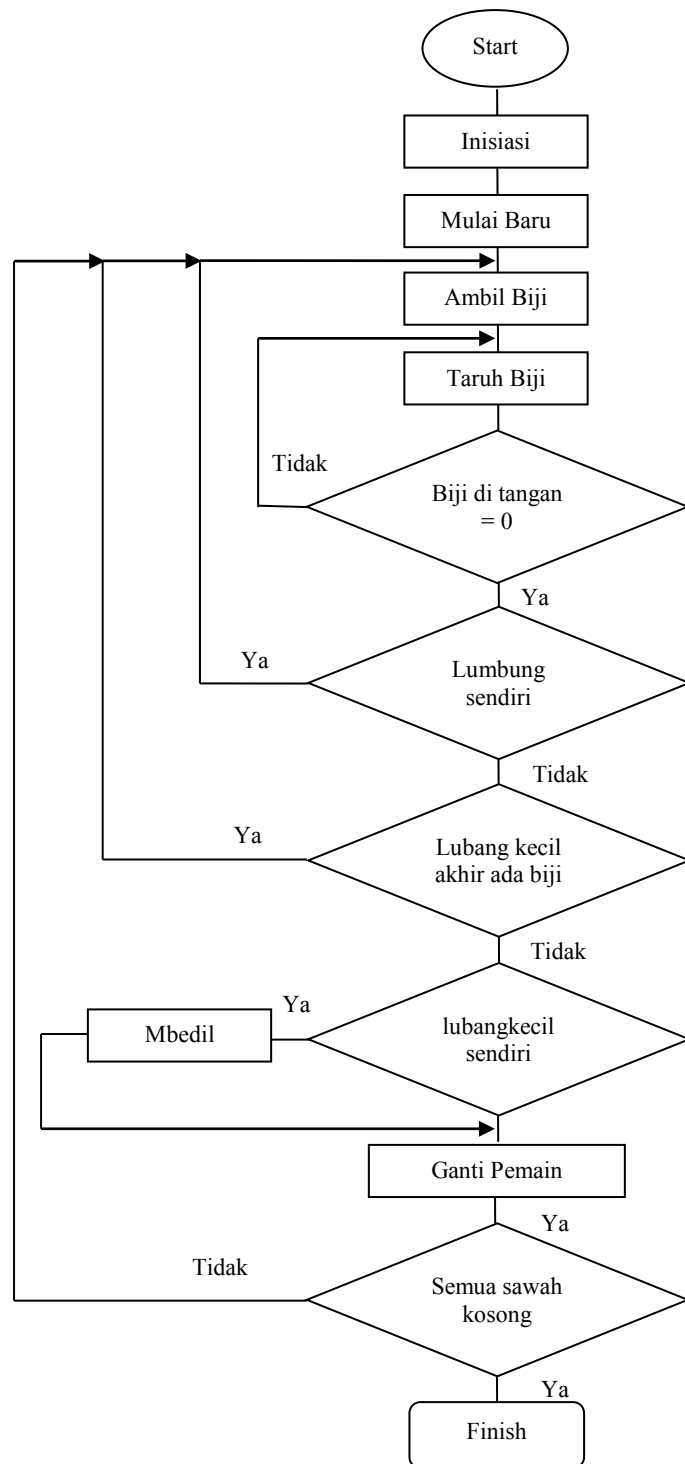 Start
Inisiasi
Mulai Baru
Ambil Biji
Taruh Biji
Tidak
Biji di tangan
= 0
Ya
Ya
Lumbung
sendiri
Tidak
Ya
Lubang kecil
akhir ada biji
Tidak
Ya
Mbedil
lubangkecil
sendiri
Ganti Pemain
Ya
Tidak
Semua sawah
kosong
Ya
Finish